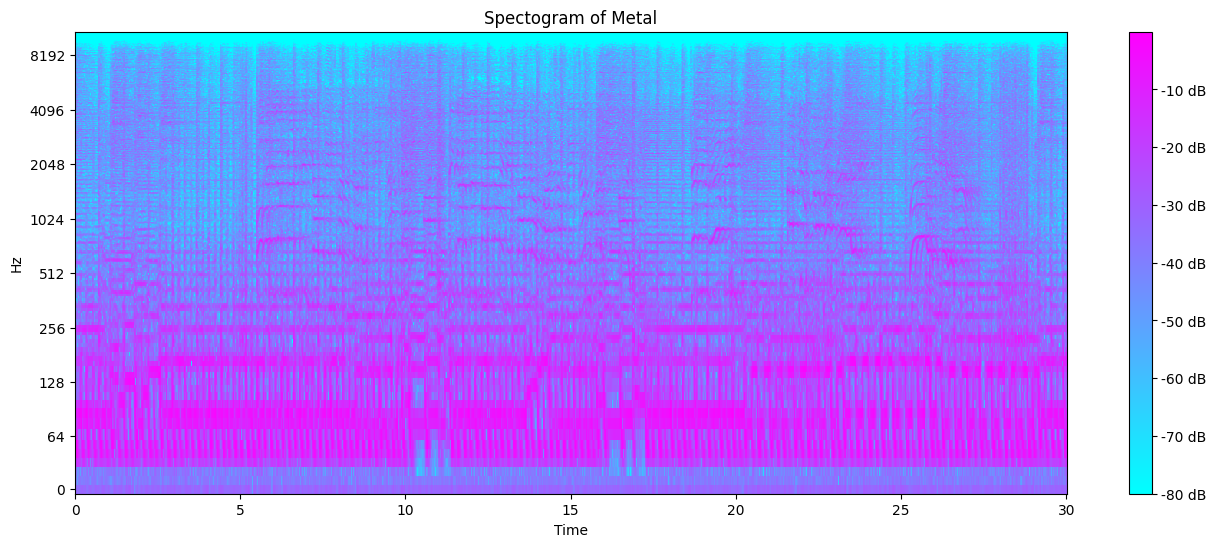 Spectogram of Metal
Hz
8192
4096
2048
1024
512
256
128
64
0
0 5 10 15 20 25 30
Time
-10 dB
-20 dB
-30 dB
-40 dB
-50 dB
-60 dB
-70 dB
-80 dB